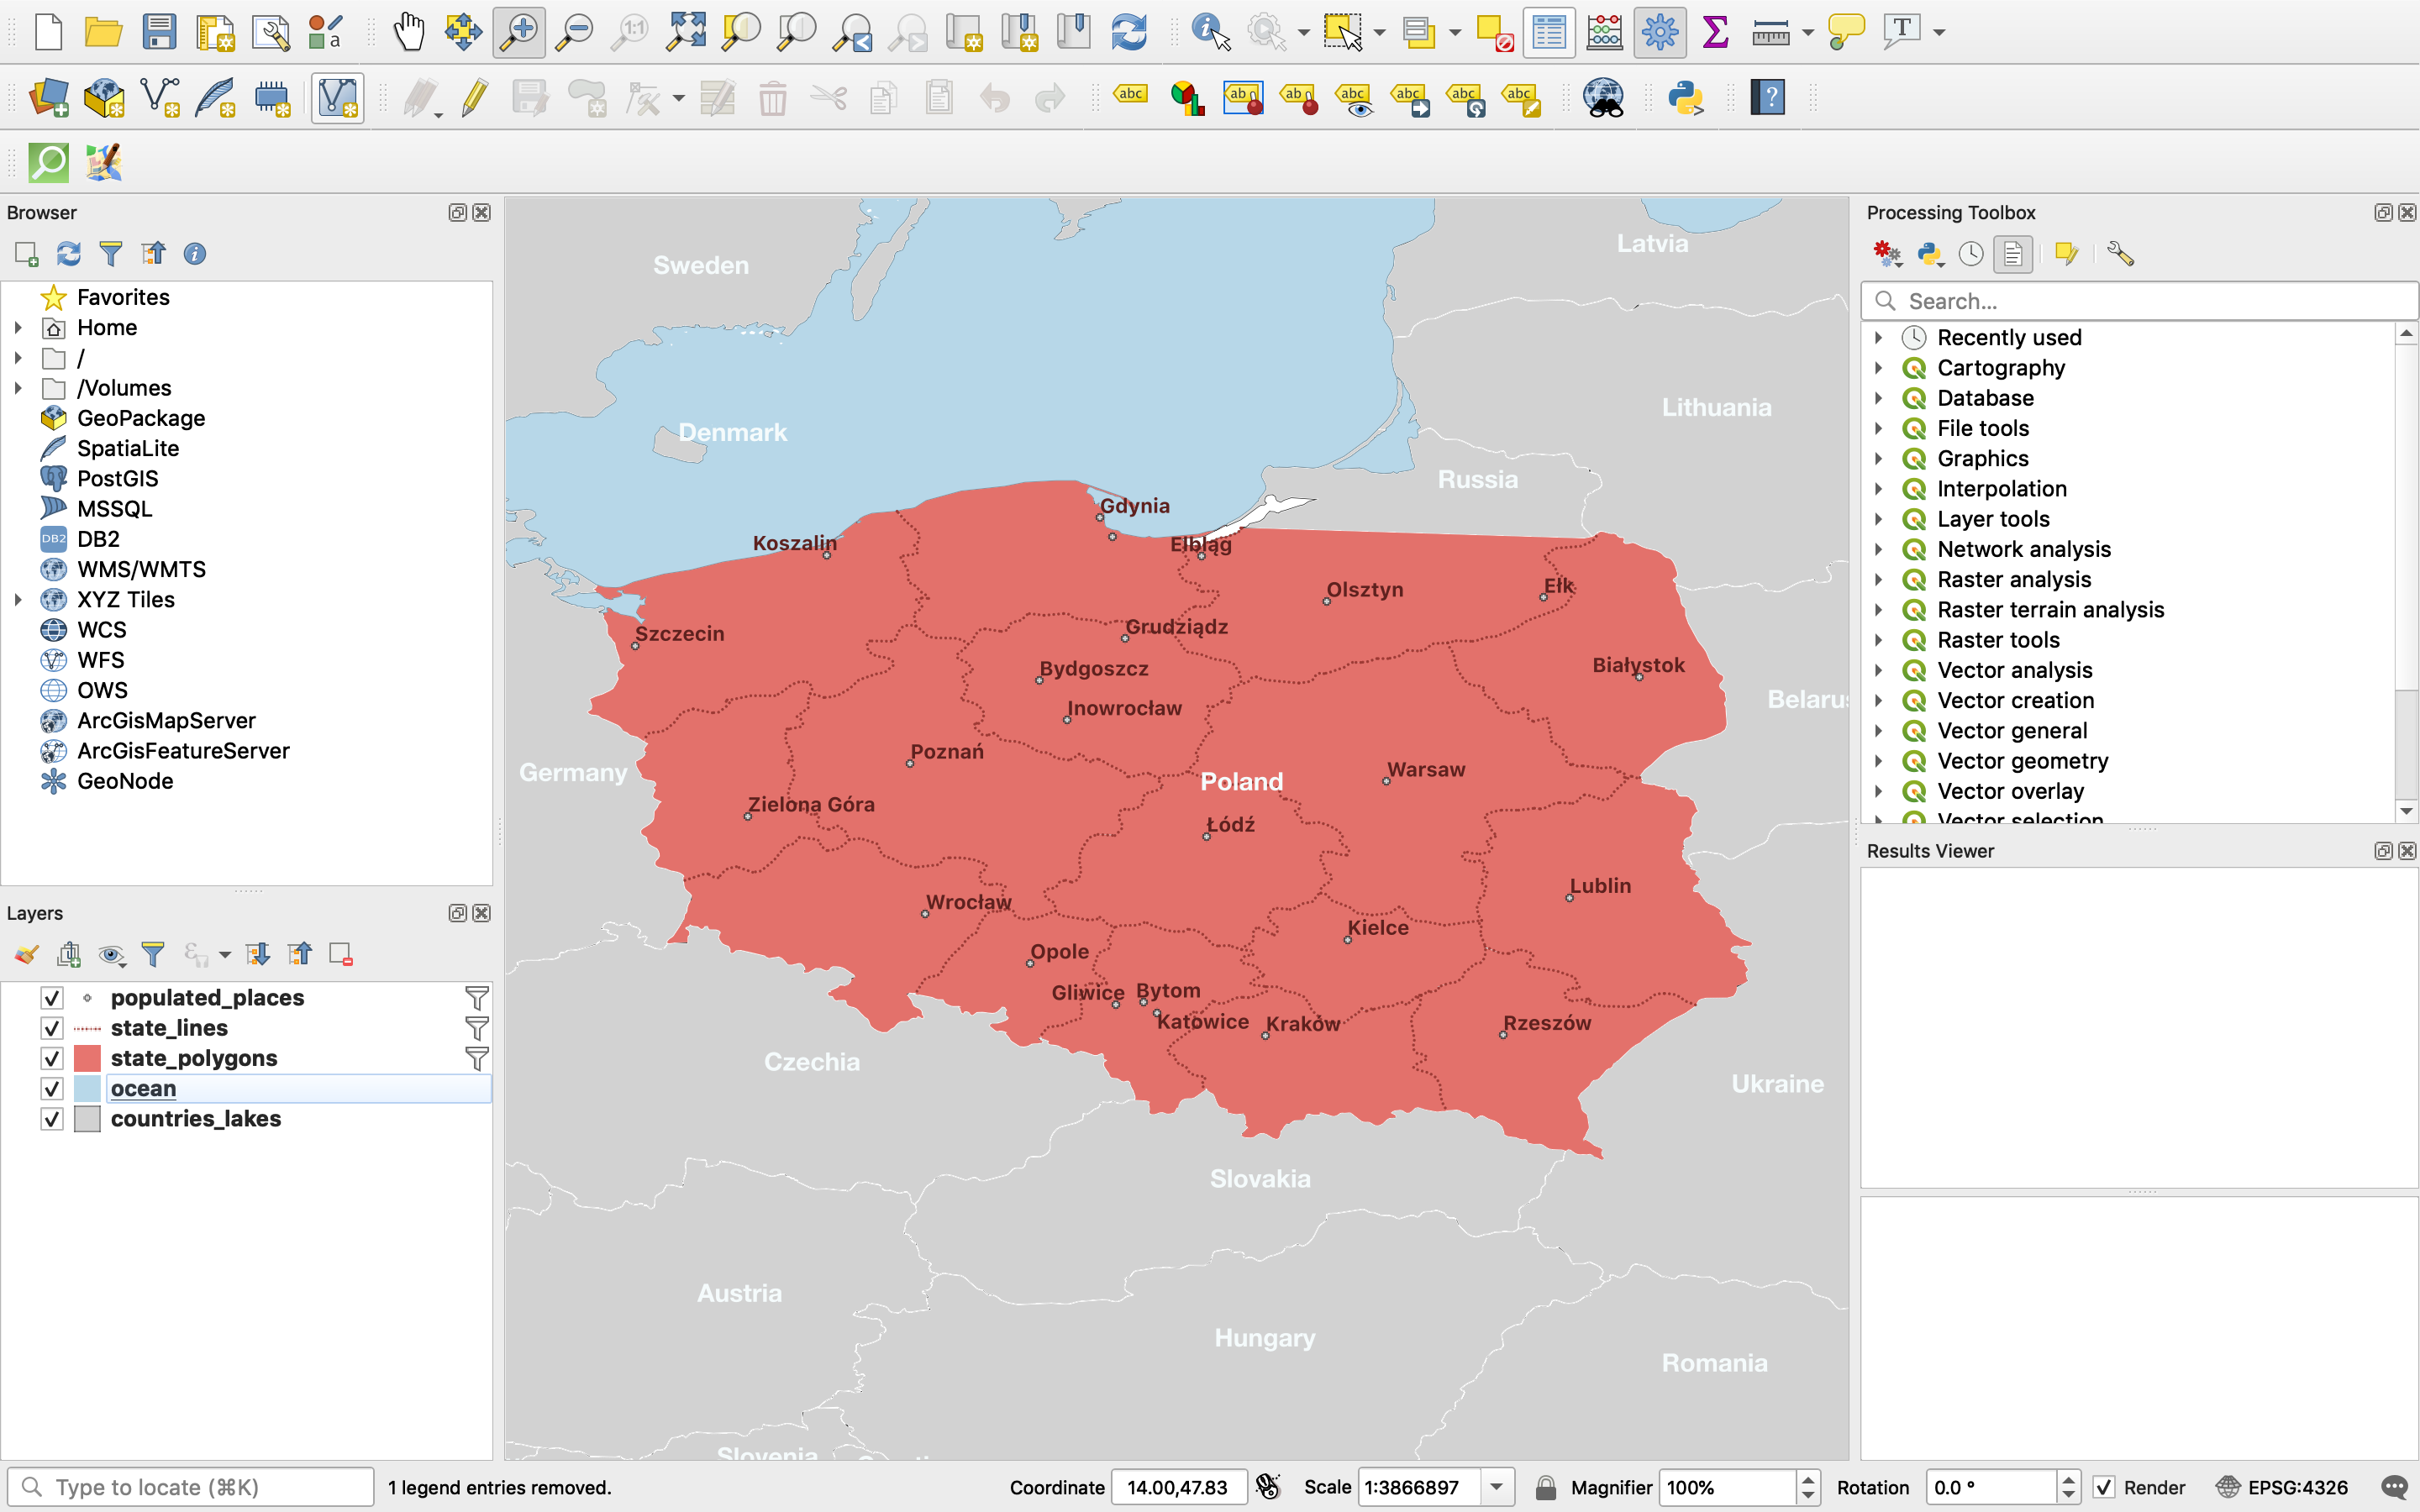 Browser
Favorites
Home
/
/Volumes
GeoPackage
SpatiaLite
PostGIS
MSSQL
DB2
WMS/WMTS
XYZ Tiles
WCS
WFS
OWS
ArcGisMapServer
ArcGisFeatureServer
GeoNode
Layers
populated_places
state_lines
state_polygons
ocean
countries_lakes
Sweden
Latvia
Lithuania
Denmark
Russia
Gdynia
Koszalin
Elbląg
Olsztyn
Ełk
Szczecin
Grudziądz
Bydgoszcz
Białystok
Inowrocław
Belarus
Poznań
Germany
Poland
Warsaw
Zielona Góra
Łódź
Lublin
Wrocław
Kielce
Opole
Gliwice
Bytom
Katowice
Kraków
Rzeszów
Czechia
Ukraine
Slovakia
Austria
Hungary
Romania
Slovenia
Processing Toolbox
Search...
Recently used
Cartography
Database
File tools
Graphics
Interpolation
Layer tools
Network analysis
Raster analysis
Raster terrain analysis
Raster tools
Vector analysis
Vector creation
Vector general
Vector geometry
Vector overlay
Vector selection
Results Viewer
Type to locate (⌘K)
1 legend entries removed.
Coordinate 14.00,47.83
Scale 1:3866897
Magnifier 100%
Rotation 0.0 °
Render
EPSG:4326